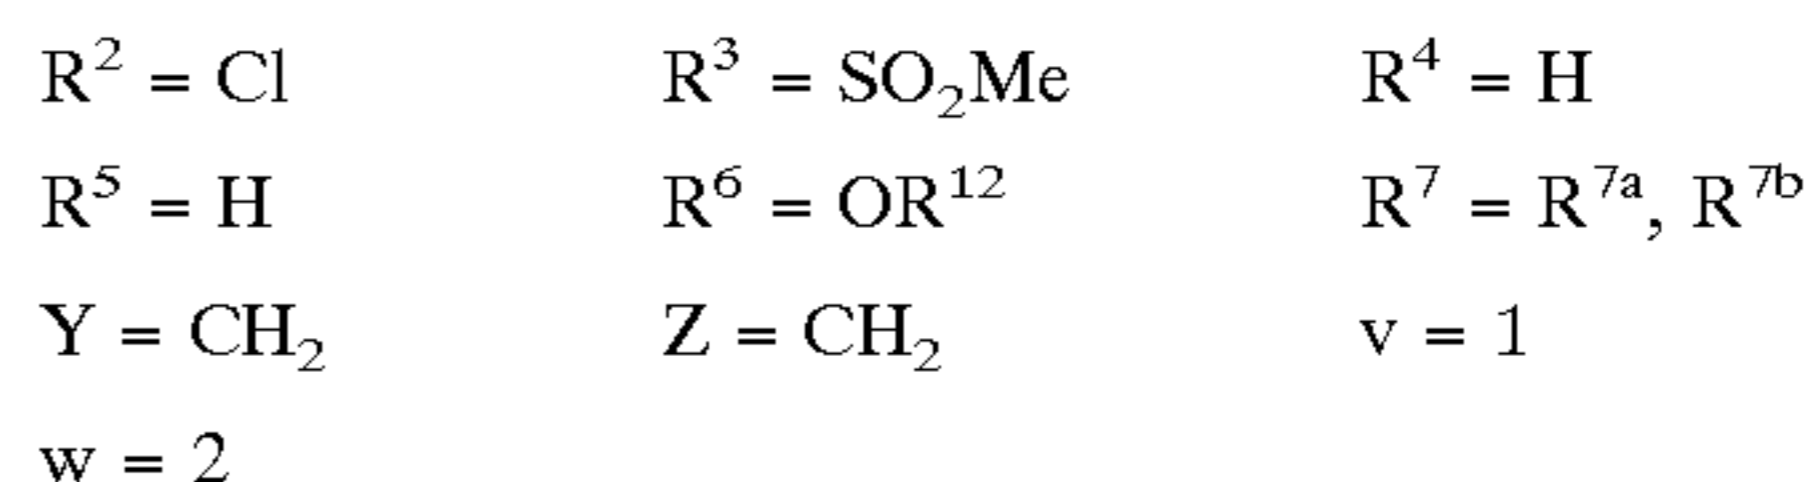 R² = Cl R³ = SO₂Me R⁴ = H
R⁵ = H R⁶ = OR¹² R⁷ = R⁷ᵃ, R⁷ᵇ
Y = CH₂ Z = CH₂ v = 1
w = 2